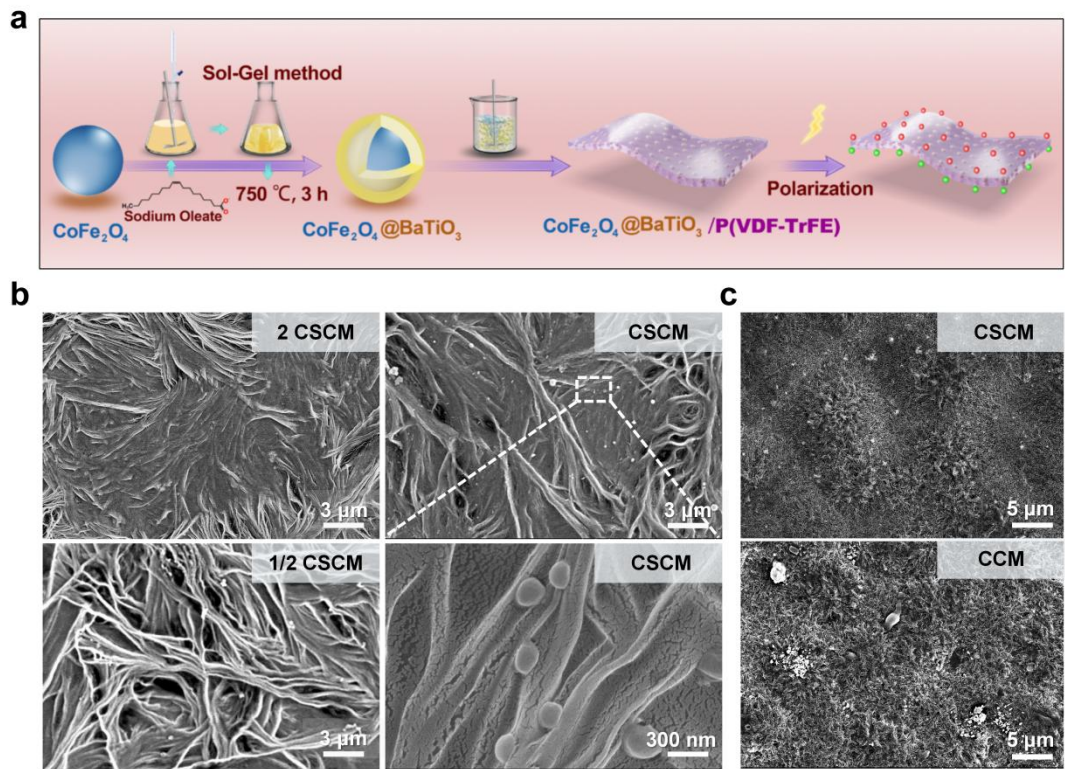 a
Sol-Gel method
H₃C
O
O
Sodium Oleate
750 ℃, 3 h
Polarization
CoFe₂O₄
CoFe₂O₄@BaTiO₃
CoFe₂O₄@BaTiO₃/P(VDF-TrFE)
b
2 CSCM
3 μm
CSCM
3 μm
1/2 CSCM
3 μm
CSCM
300 nm
c
CSCM
5 μm
CCM
5 μm